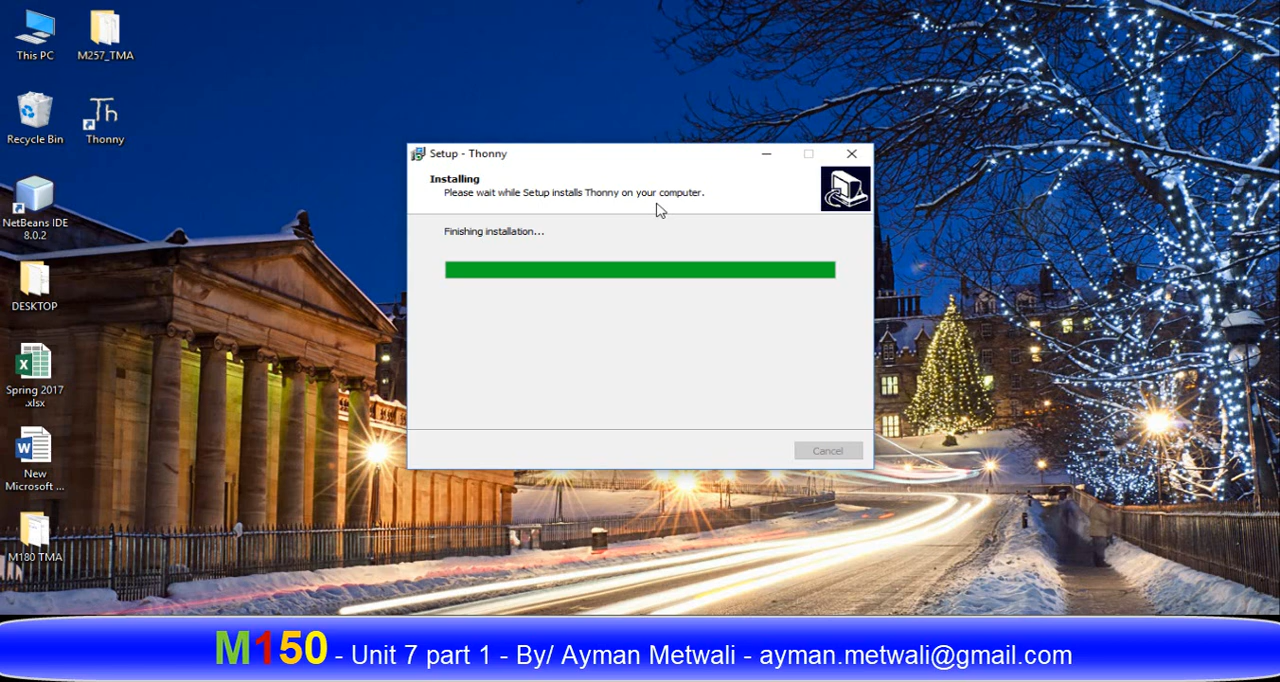 This PC
M257_TMA
Recycle Bin
Th
Thonny
NetBeans IDE
8.0.2
DESKTOP
Spring 2017
.xlsx
New
Microsoft ...
M180 TMA
Setup - Thonny
Installing
Please wait while Setup installs Thonny on your computer.
Finishing installation...
Cancel
M150 - Unit 7 part 1 - By/ Ayman Metwali - ayman.metwali@gmail.com